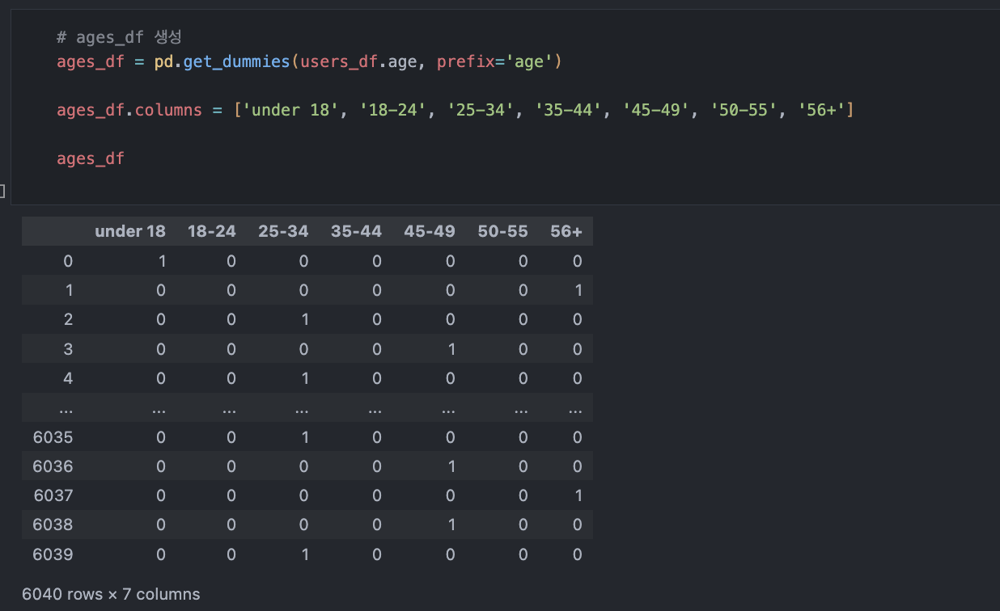 # ages_df 생성
ages_df = pd.get_dummies(users_df.age, prefix='age')
ages_df.columns = ['under 18', '18-24', '25-34', '35-44', '45-49', '50-55', '56+']
ages_df
under 18 18-24 25-34 35-44 45-49 50-55 56+
0 1 0 0 0 0 0 0
1 0 0 0 0 0 0 1
2 0 0 1 0 0 0 0
3 0 0 0 0 1 0 0
4 0 0 1 0 0 0 0
... ... ... ... ... ... ... ...
6035 0 0 1 0 0 0 0
6036 0 0 0 0 1 0 0
6037 0 0 0 0 0 0 1
6038 0 0 0 0 1 0 0
6039 0 0 1 0 0 0 0
6040 rows × 7 columns